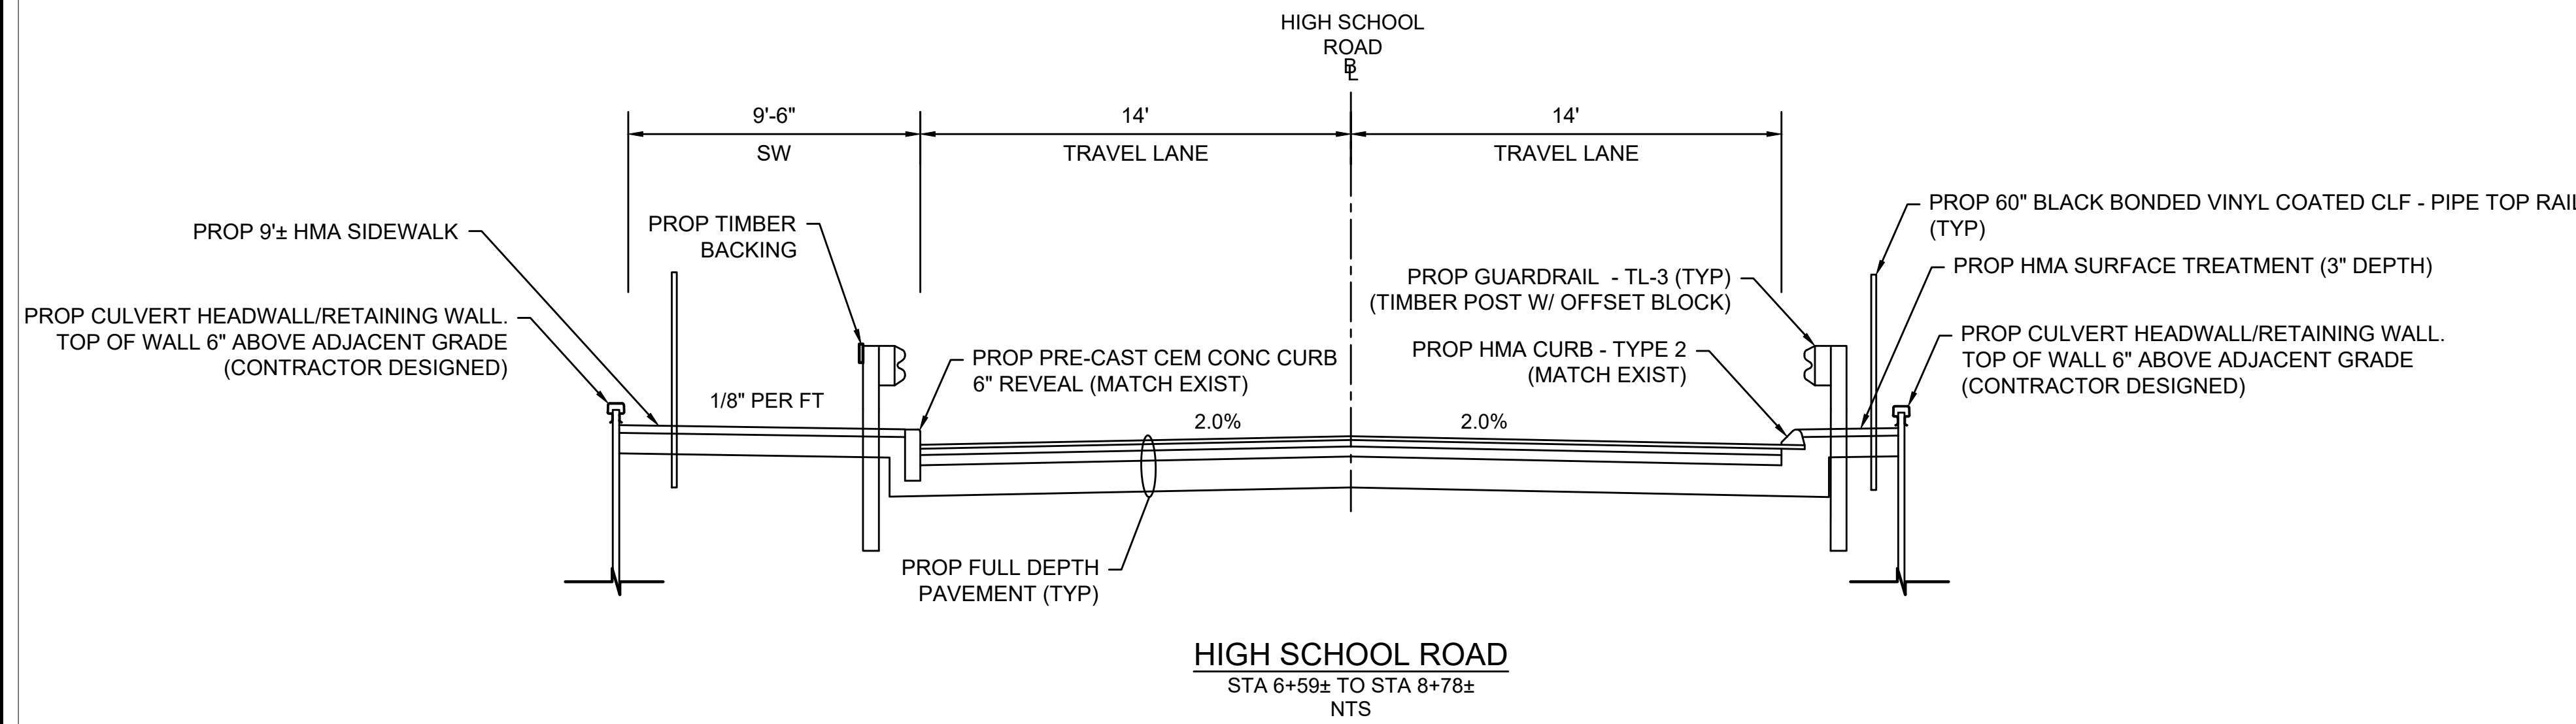 HIGH SCHOOL
ROAD
BL
9'-6"
14'
14'
SW
TRAVEL LANE
TRAVEL LANE
PROP 9'± HMA SIDEWALK
PROP TIMBER
BACKING
PROP 60" BLACK BONDED VINYL COATED CLF - PIPE TOP RAIL
(TYP)
PROP HMA SURFACE TREATMENT (3" DEPTH)
PROP GUARDRAIL - TL-3 (TYP)
(TIMBER POST W/ OFFSET BLOCK)
PROP CULVERT HEADWALL/RETAINING WALL.
TOP OF WALL 6" ABOVE ADJACENT GRADE
(CONTRACTOR DESIGNED)
PROP PRE-CAST CEM CONC CURB
6" REVEAL (MATCH EXIST)
PROP HMA CURB - TYPE 2
(MATCH EXIST)
PROP CULVERT HEADWALL/RETAINING WALL.
TOP OF WALL 6" ABOVE ADJACENT GRADE
(CONTRACTOR DESIGNED)
1/8" PER FT
2.0%
2.0%
PROP FULL DEPTH
PAVEMENT (TYP)
HIGH SCHOOL ROAD
STA 6+59± TO STA 8+78±
NTS